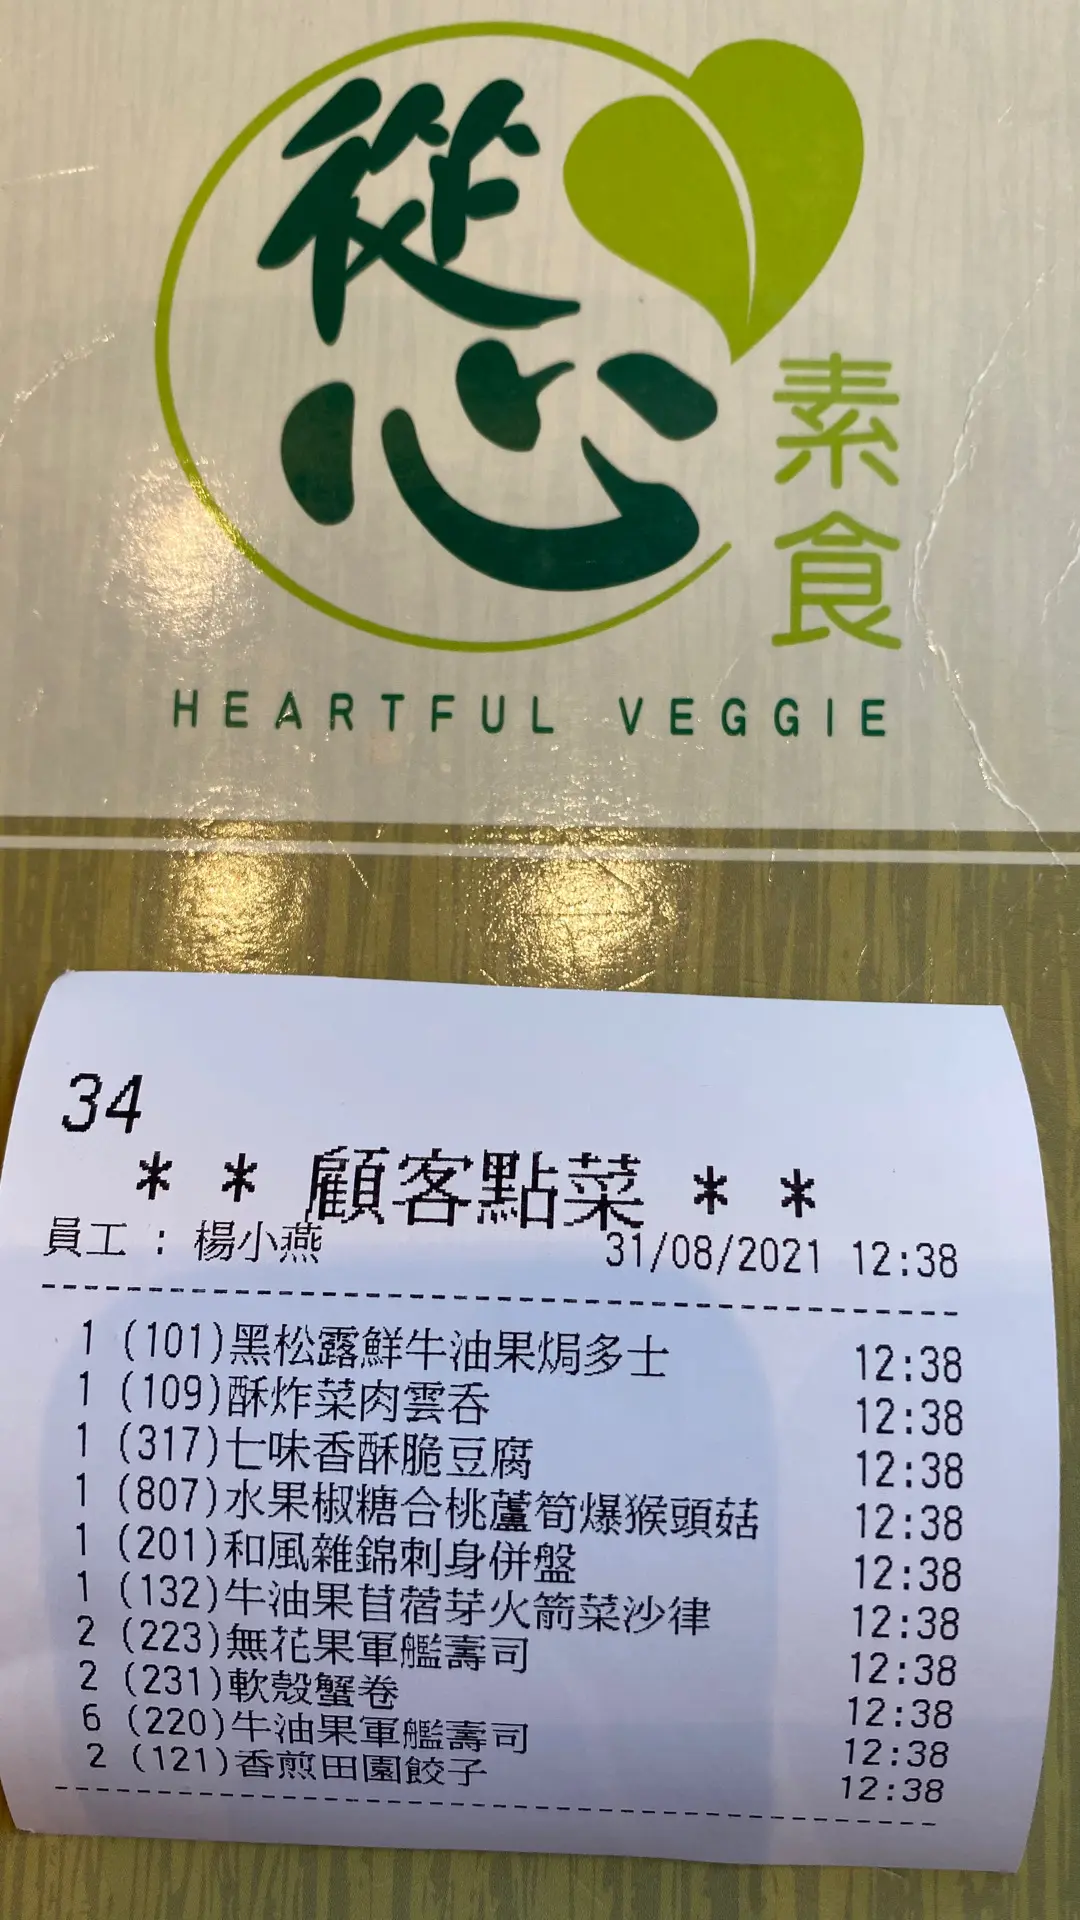 從心
素食
HEARTFUL VEGGIE
34
** 顧客點菜 **
員工 : 楊小燕 31/08/2021 12:38
1 (101)黑松露鮮牛油果焗多士 12:38
1 (109)酥炸菜肉雲呑 12:38
1 (317)七味香酥脆豆腐 12:38
1 (807)水果椒糖合桃蘆筍爆猴頭菇 12:38
1 (201)和風雜錦刺身併盤 12:38
1 (132)牛油果苜蓿芽火箭菜沙律 12:38
2 (223)無花果軍艦壽司 12:38
2 (231)軟殼蟹卷 12:38
6 (220)牛油果軍艦壽司 12:38
2 (121)香煎田園餃子 12:38